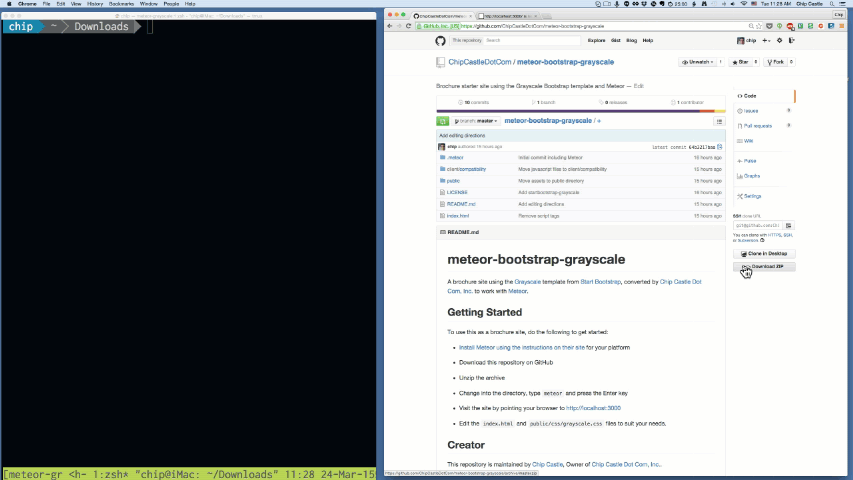 Chrome File Edit View History Bookmarks Window People Help
Tue 11:28 AM Chip Castle
chip ~ Downloads
Chip
GitHub, Inc. [US] https://github.com/ChipCastleDotCom/meteor-bootstrap-grayscale
This repository Search Explore Gist Blog Help chip
ChipCastleDotCom / meteor-bootstrap-grayscale Unwatch 1 Star 0 Fork 0
Brochure starter site using the Grayscale Bootstrap template and Meteor — Edit
10 commits 1 branch 0 releases 1 contributor
Code
Issues 0
Pull requests 0
Wiki
Pulse
Graphs
Settings
branch: master meteor-bootstrap-grayscale / +
Add editing directions
chip authored 15 hours ago latest commit
.meteor Initial commit including Meteor 16 hours ago
client/compatibility Move javascript files to client/compatibility 16 hours ago
public Move assets to public directory 16 hours ago
LICENSE Add startbootstrap-grayscale 16 hours ago
README.md Add editing directions 15 hours ago
index.html Remove script tags 16 hours ago
SSH clone URL
You can clone with HTTPS, SSH,
or Subversion.
Clone in Desktop
Download ZIP
README.md
meteor-bootstrap-grayscale
A brochure site using the Grayscale template from Start Bootstrap, converted by Chip Castle Dot
Com, Inc. to work with Meteor.
Getting Started
To use this as a brochure site, do the following to get started:
• Install Meteor using the instructions on their site for your platform
• Download this repository on GitHub
• Unzip the archive
• Change into the directory, type meteor and press the Enter key
• Visit the site by pointing your browser to http://localhost:3000
• Edit the index.html and public/css/grayscale.css files to suit your needs.
Creator
This repository is maintained by Chip Castle, Owner of Chip Castle Dot Com, Inc.
https://github.com/ChipCastleDotCom/meteor-bootstrap-grayscale/archive/master.zip
[meteor-gr <h- 1:zsh* "chip@iMac: ~/Downloads" 11:28 24-Mar-15